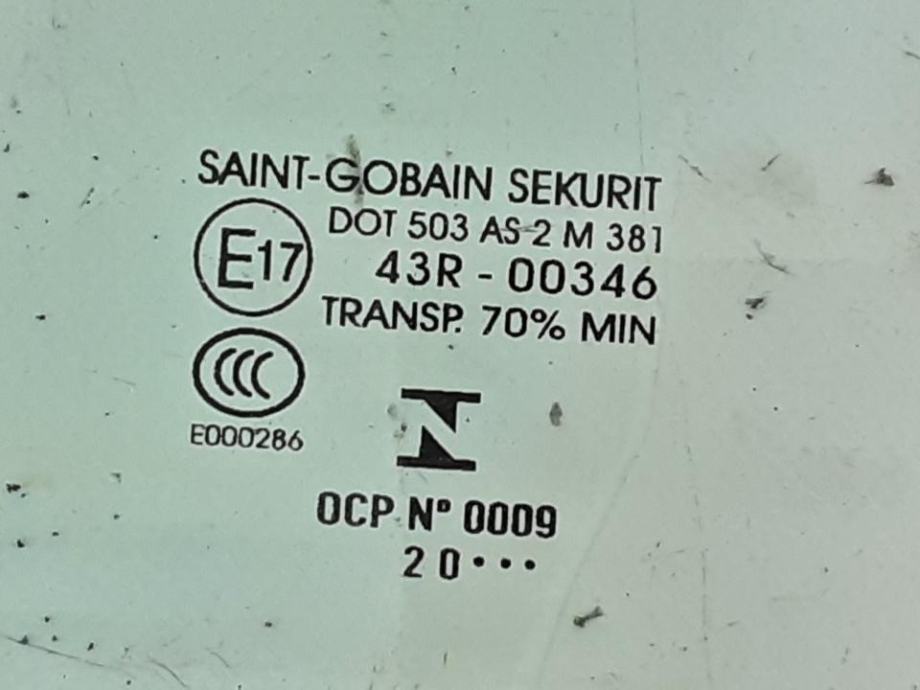 SAINT-GOBAIN SEKURIT
DOT 503 AS-2 M 381
E17
43R - 00346
TRANSP. 70% MIN
CCC
E000286
OCP Nº 0009
20•••